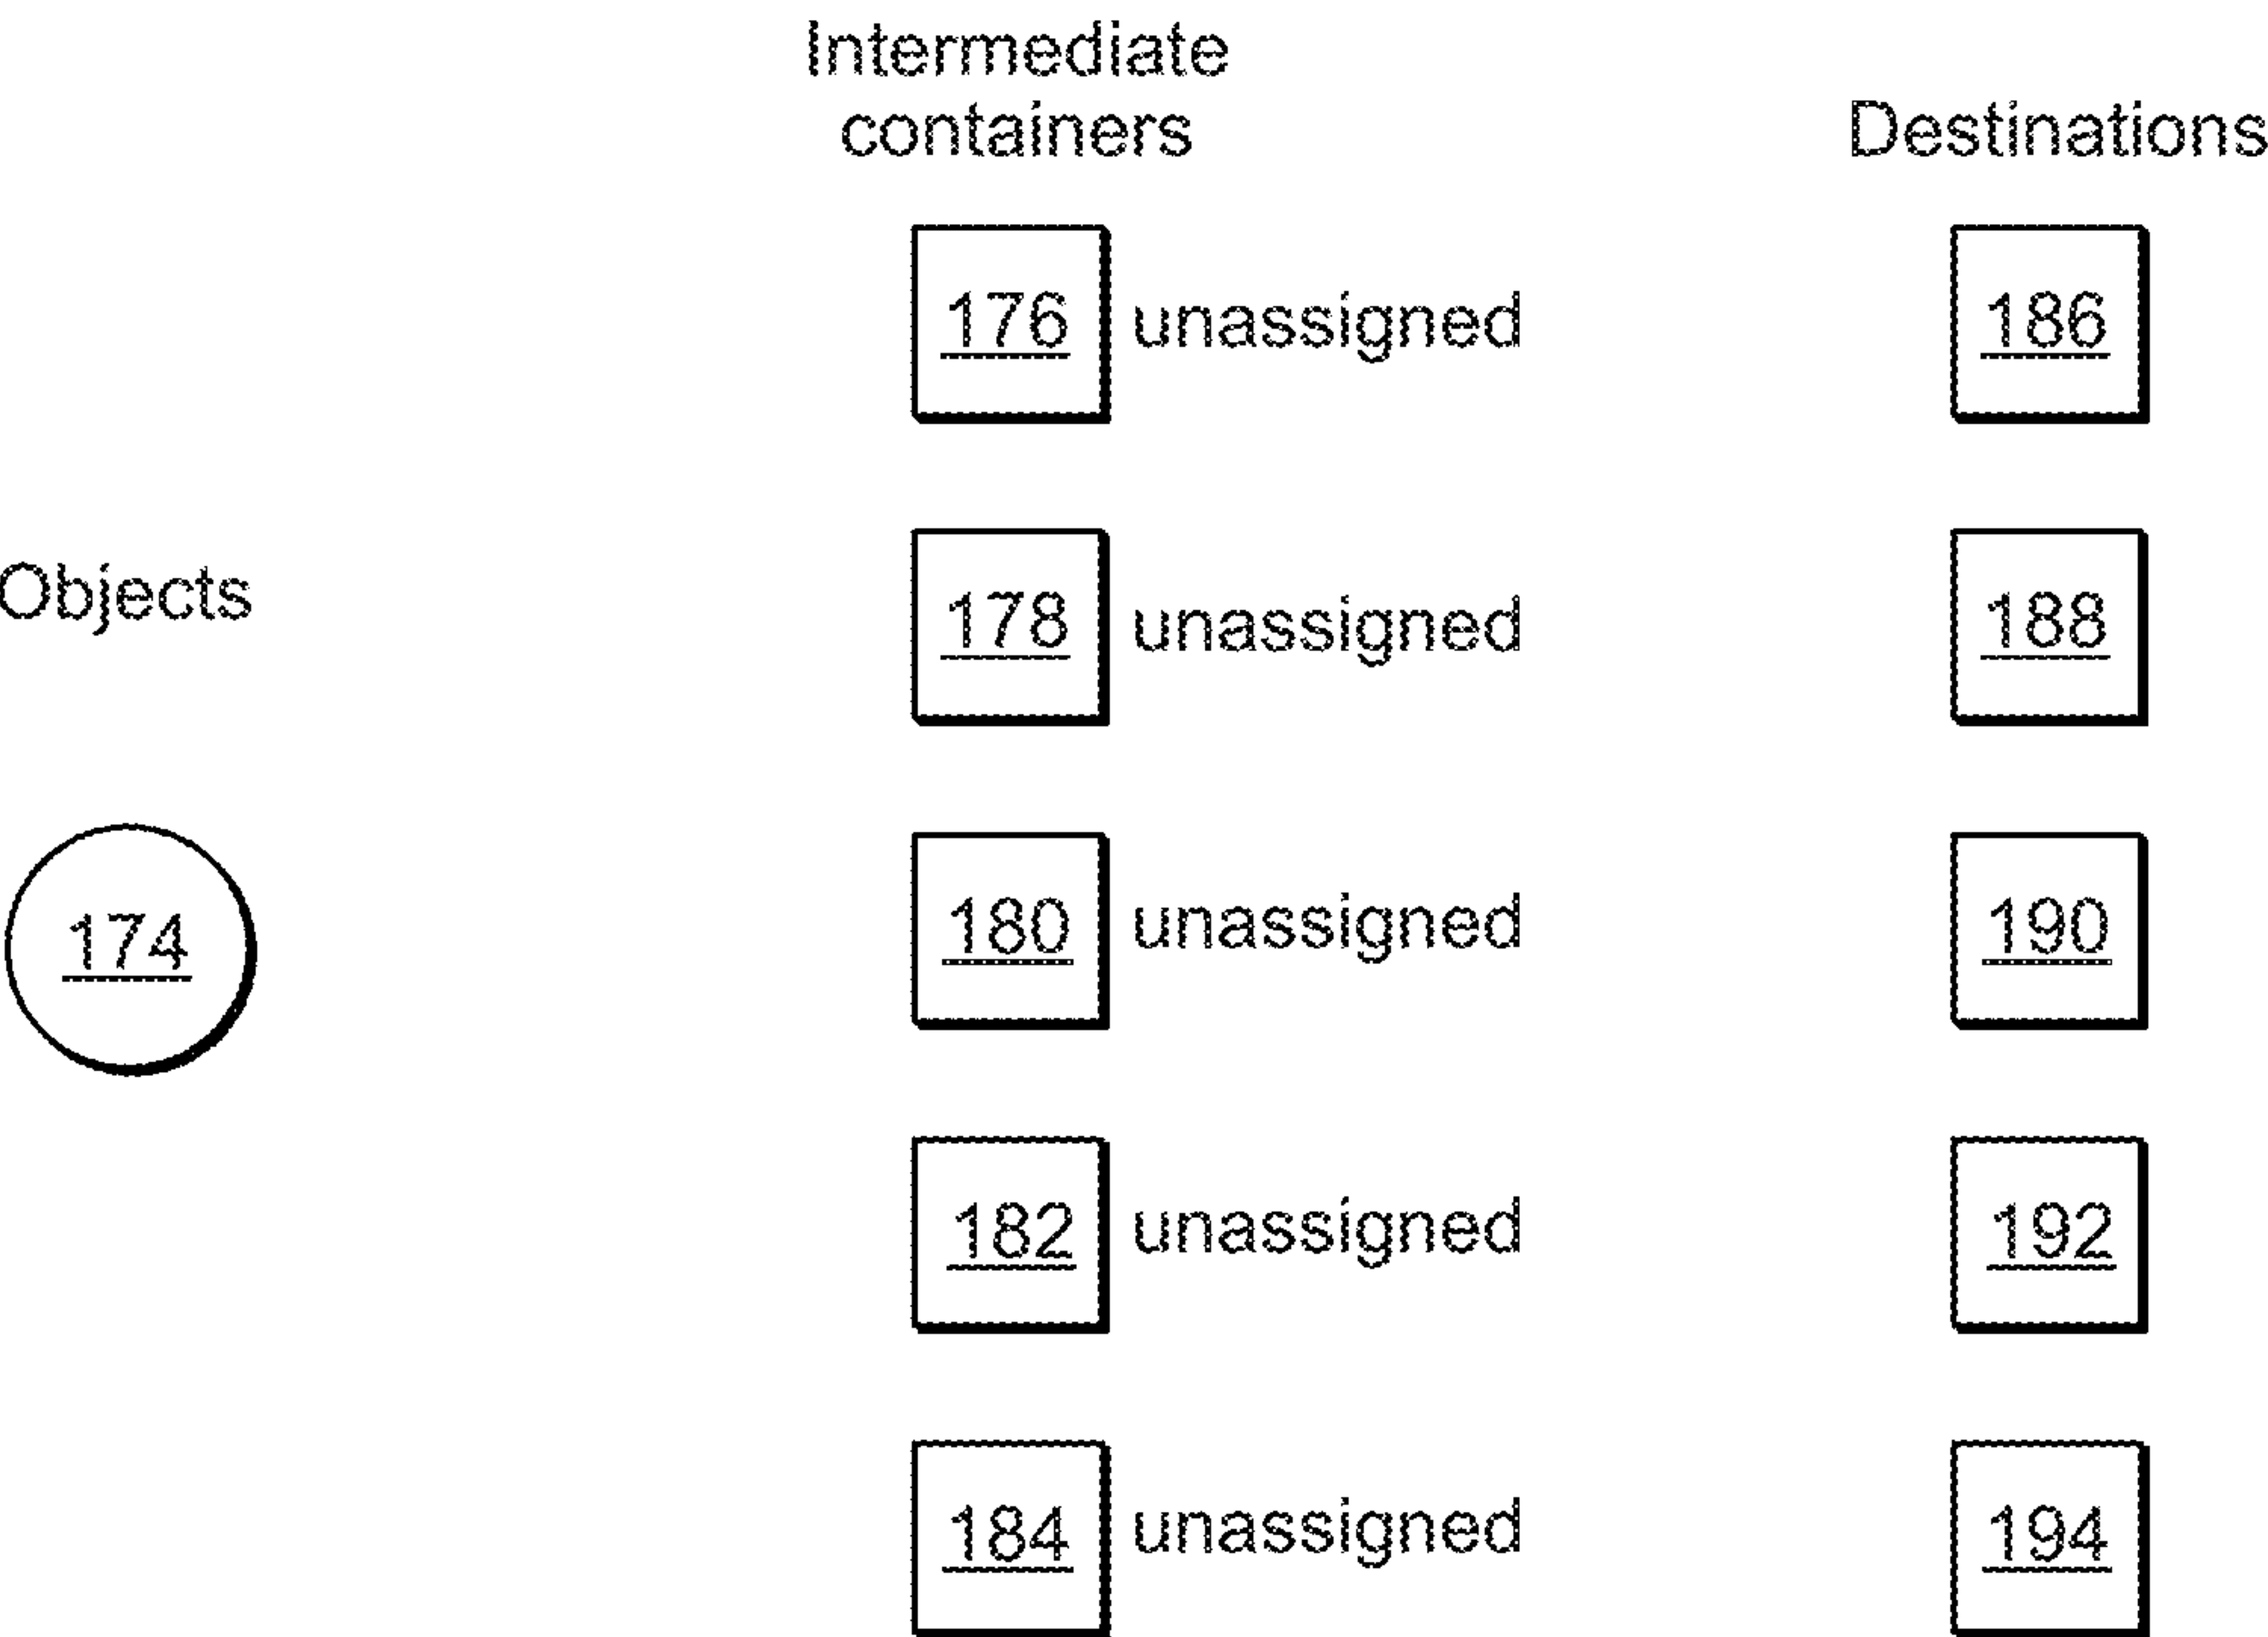 Intermediate
containers
Destinations
176 unassigned
186
178 unassigned
188
Objects
180 unassigned
190
174
182 unassigned
192
184 unassigned
194